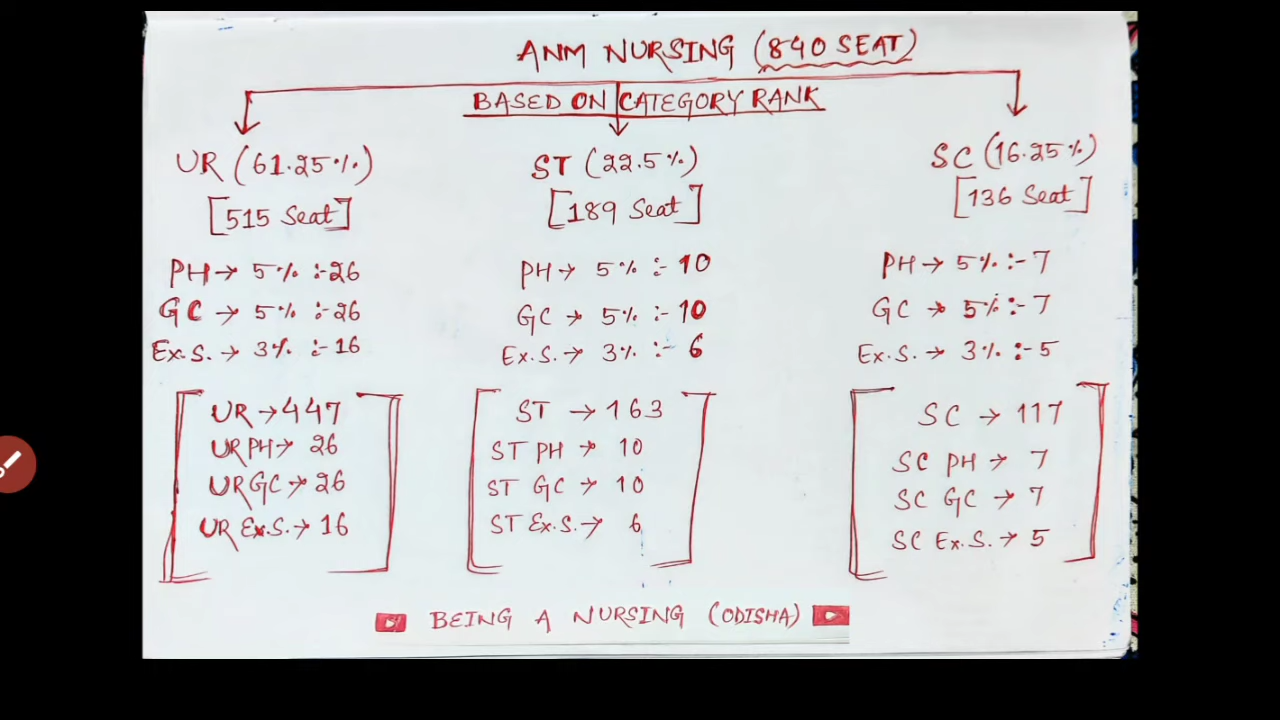 ANM NURSING (840 SEAT)
BASED ON CATEGORY RANK
UR (61.25%)
[515 Seat]
PH → 5% :- 26
GC → 5% :- 26
Ex.S. → 3% :- 16
UR → 447
UR PH → 26
UR GC → 26
UR Ex.S. → 16
ST (22.5%)
[189 Seat]
PH → 5% :- 10
GC → 5% :- 10
Ex.S. → 3% :- 6
ST → 163
ST PH → 10
ST GC → 10
ST Ex.S. → 6
SC (16.25%)
[136 Seat]
PH → 5% :- 7
GC → 5% :- 7
Ex.S. → 3% :- 5
SC → 117
SC PH → 7
SC GC → 7
SC Ex.S. → 5
BEING A NURSING (ODISHA)